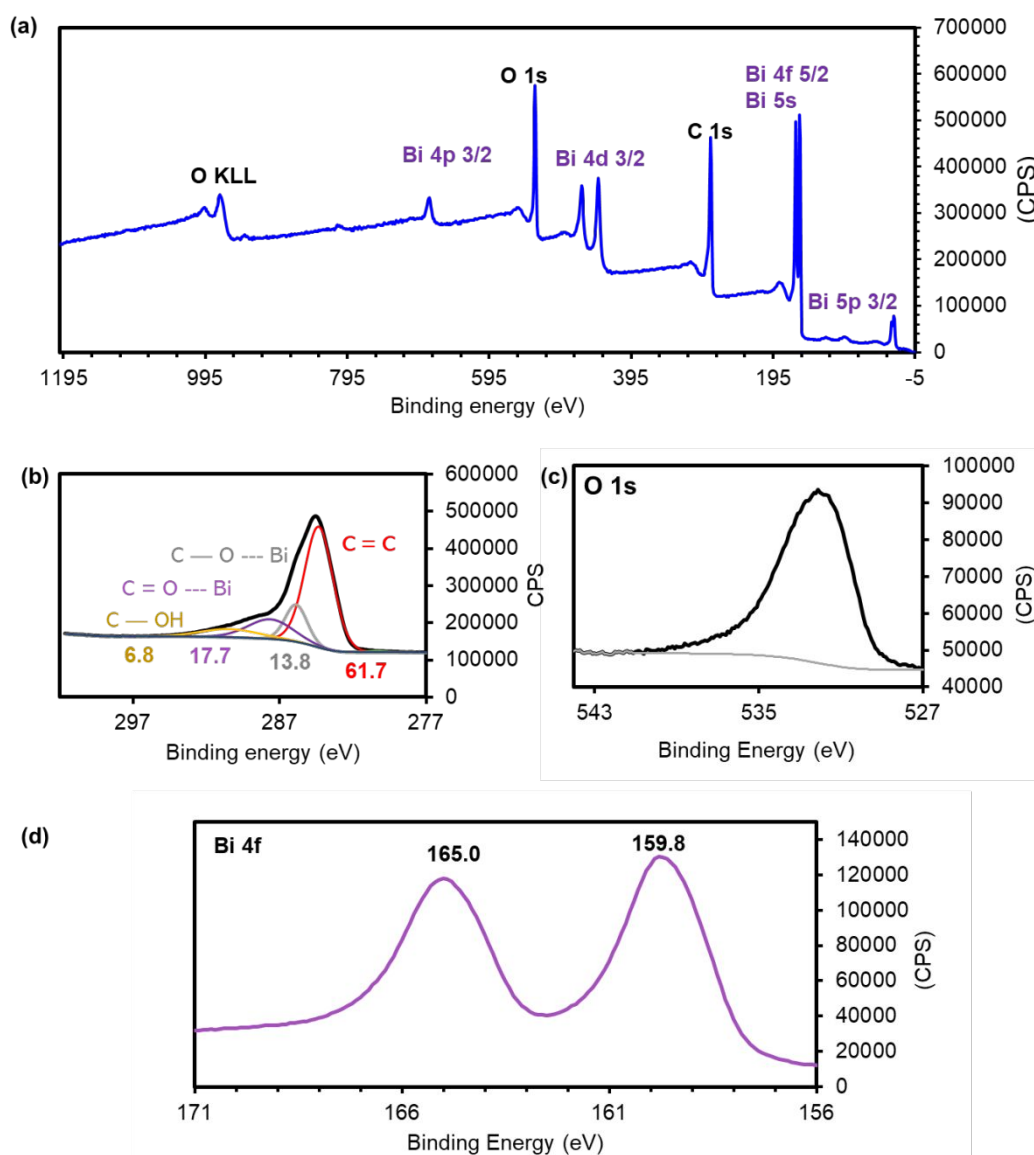 (a)
O KLL
Bi 4p 3/2
O 1s
Bi 4d 3/2
C 1s
Bi 4f 5/2
Bi 5s
Bi 5p 3/2
700000
600000
500000
400000
300000
200000
100000
0
(CPS)
1195
995
795
595
395
195
-5
Binding energy (eV)
(b)
C — O --- Bi
C = O --- Bi
C — OH
C = C
6.8
17.7
13.8
61.7
600000
500000
400000
300000
200000
100000
0
CPS
297
287
277
Binding energy (eV)
(c)
O 1s
100000
90000
80000
70000
60000
50000
40000
(CPS)
543
535
527
Binding Energy (eV)
(d)
Bi 4f
165.0
159.8
140000
120000
100000
80000
60000
40000
20000
0
(CPS)
171
166
161
156
Binding Energy (eV)